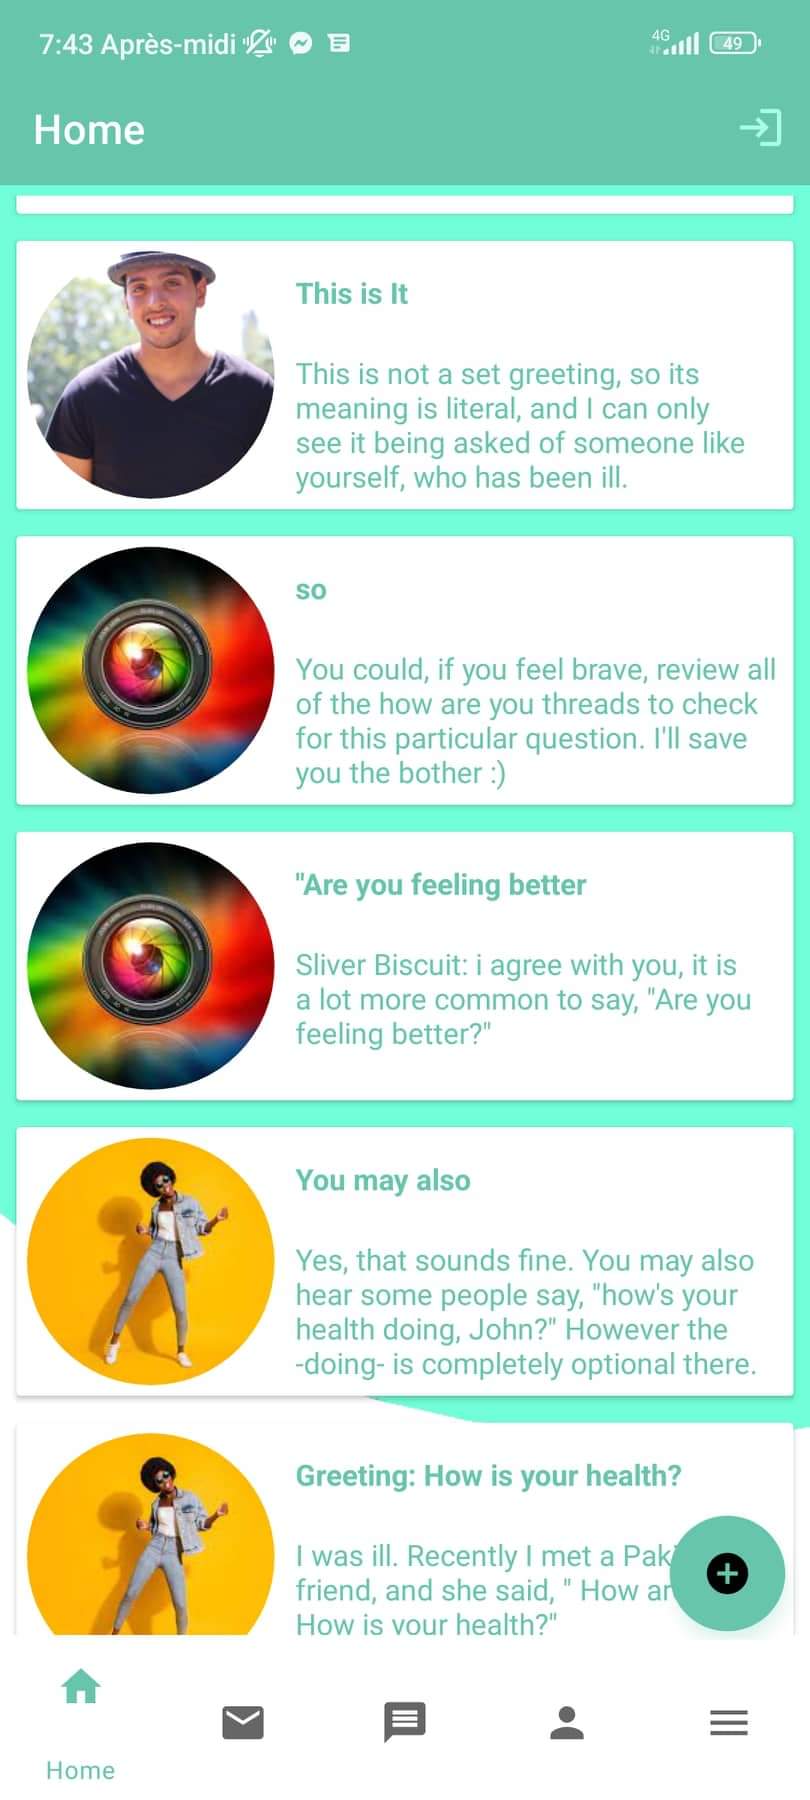 7:43 Après-midi
4G
49
Home
This is It
This is not a set greeting, so its
meaning is literal, and I can only
see it being asked of someone like
yourself, who has been ill.
so
You could, if you feel brave, review all
of the how are you threads to check
for this particular question. I'll save
you the bother :)
"Are you feeling better
Sliver Biscuit: i agree with you, it is
a lot more common to say, "Are you
feeling better?"
You may also
Yes, that sounds fine. You may also
hear some people say, "how's your
health doing, John?" However the
-doing- is completely optional there.
Greeting: How is your health?
I was ill. Recently I met a Pak
friend, and she said, " How ar
How is your health?"
Home